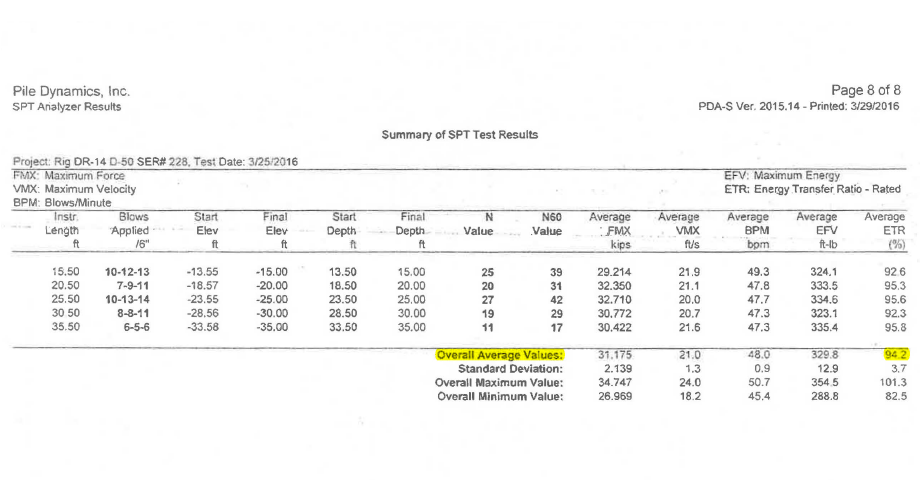 Pile Dynamics, Inc.
Page 8 of 8
SPT Analyzer Results
PDA-S Ver. 2015.14 - Printed: 3/29/2016
Summary of SPT Test Results
Project: Rig DR-14 D-50 SER# 228, Test Date: 3/25/2016
FMX: Maximum Force
EFV: Maximum Energy
VMX: Maximum Velocity
ETR: Energy Transfer Ratio - Rated
BPM: Blows/Minute
Instr. Blows Start Final Start Final N N60 Average Average Average Average Average
Length Applied Elev Elev Depth Depth Value Value FMX VMX BPM EFV ETR
ft /6" ft ft ft ft kips ft/s bpm ft-lb (%)
15.50 10-12-13 -13.55 -15.00 13.50 15.00 25 39 29.214 21.9 49.3 324.1 92.6
20.50 7-9-11 -18.57 -20.00 18.50 20.00 20 31 32.350 21.1 47.8 333.5 95.3
25.50 10-13-14 -23.55 -25.00 23.50 25.00 27 42 32.710 20.0 47.7 334.6 95.6
30 50 8-8-11 -28.56 -30.00 28.50 30.00 19 29 30.772 20.7 47.3 323.1 92.3
35.50 6-5-6 -33.58 -35.00 33.50 35.00 11 17 30.422 21.6 47.3 335.4 95.8
Overall Average Values: 31.175 21.0 48.0 329.8 94.2
Standard Deviation: 2.139 1.3 0.9 12.9 3.7
Overall Maximum Value: 34.747 24.0 50.7 354.5 101.3
Overall Minimum Value: 26.969 18.2 45.4 288.8 82.5